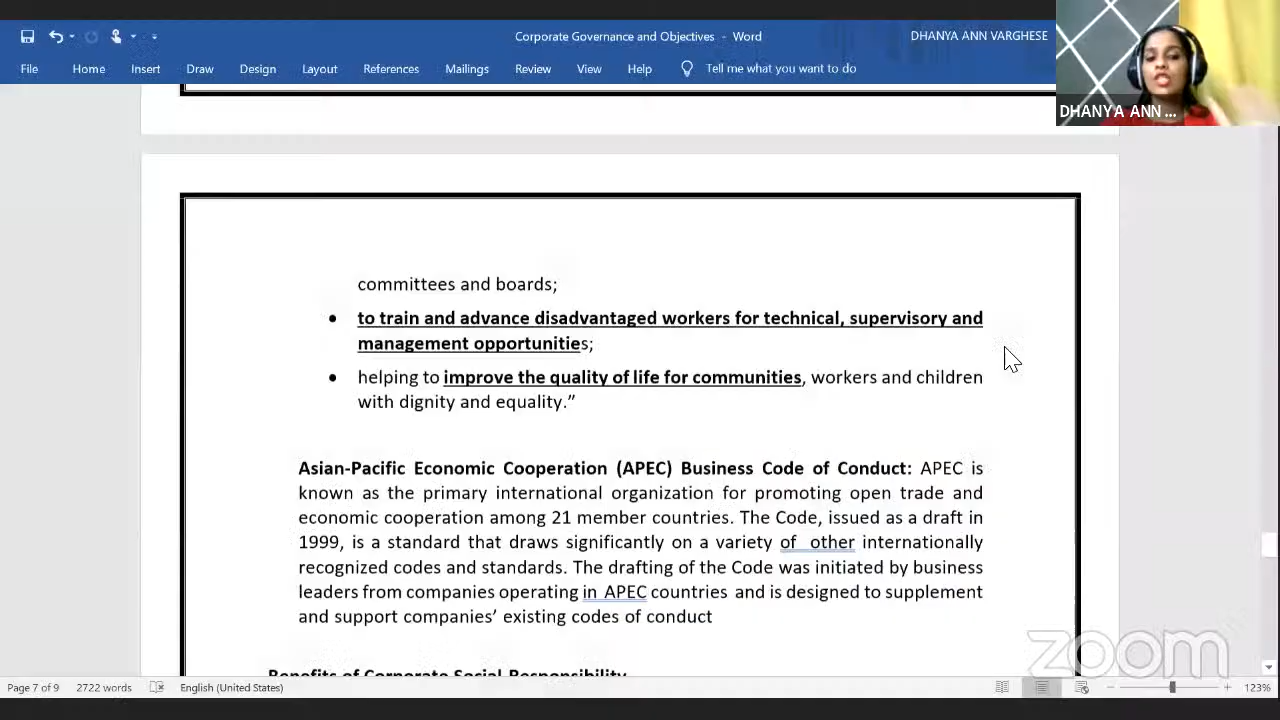 Corporate Governance and Objectives - Word
DHANYA ANN VARGHESE
File Home Insert Draw Design Layout References Mailings Review View Help Tell me what you want to do
DHANYA ANN ...
committees and boards;
• to train and advance disadvantaged workers for technical, supervisory and
management opportunities;
• helping to improve the quality of life for communities, workers and children
with dignity and equality.”
Asian-Pacific Economic Cooperation (APEC) Business Code of Conduct: APEC is
known as the primary international organization for promoting open trade and
economic cooperation among 21 member countries. The Code, issued as a draft in
1999, is a standard that draws significantly on a variety of other internationally
recognized codes and standards. The drafting of the Code was initiated by business
leaders from companies operating in APEC countries and is designed to supplement
and support companies’ existing codes of conduct
Benefits of Corporate Social Responsibility
zoom
Page 7 of 9 2722 words English (United States) 123%